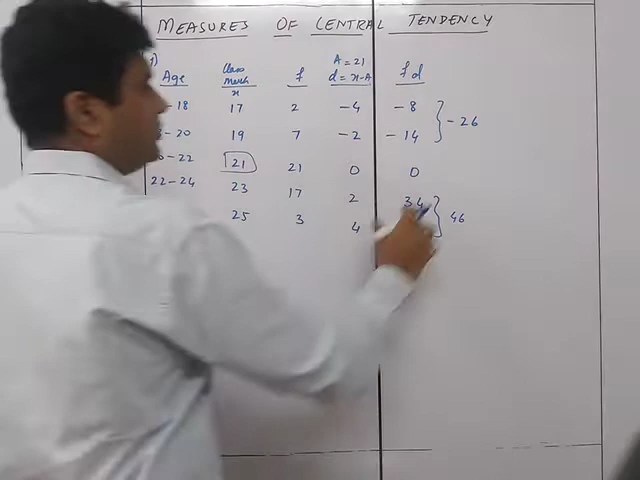 MEASURES OF CENTRAL TENDENCY
1) Age Class Mark x f A = 21 d = x-A fd
-18 17 2 -4 -8
-20 19 7 -2 -14 } -26
-22 21 21 0 0
22-24 23 17 2 34
25 3 4 } 46